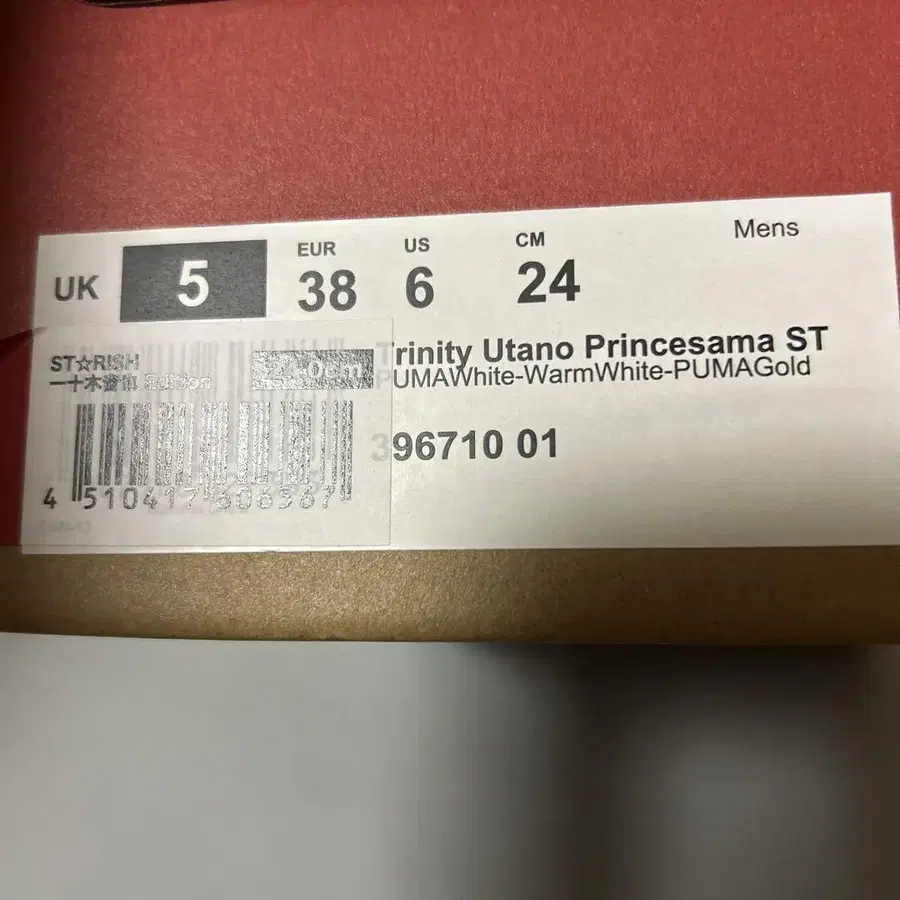 Mens
UK 5 EUR 38 US 6 CM 24
Trinity Utano Princesama ST
PUMAWhite-WarmWhite-PUMAGold
396710 01
ST☆RISH
一十木音也 Edition 24.0cm
4 510417 606367